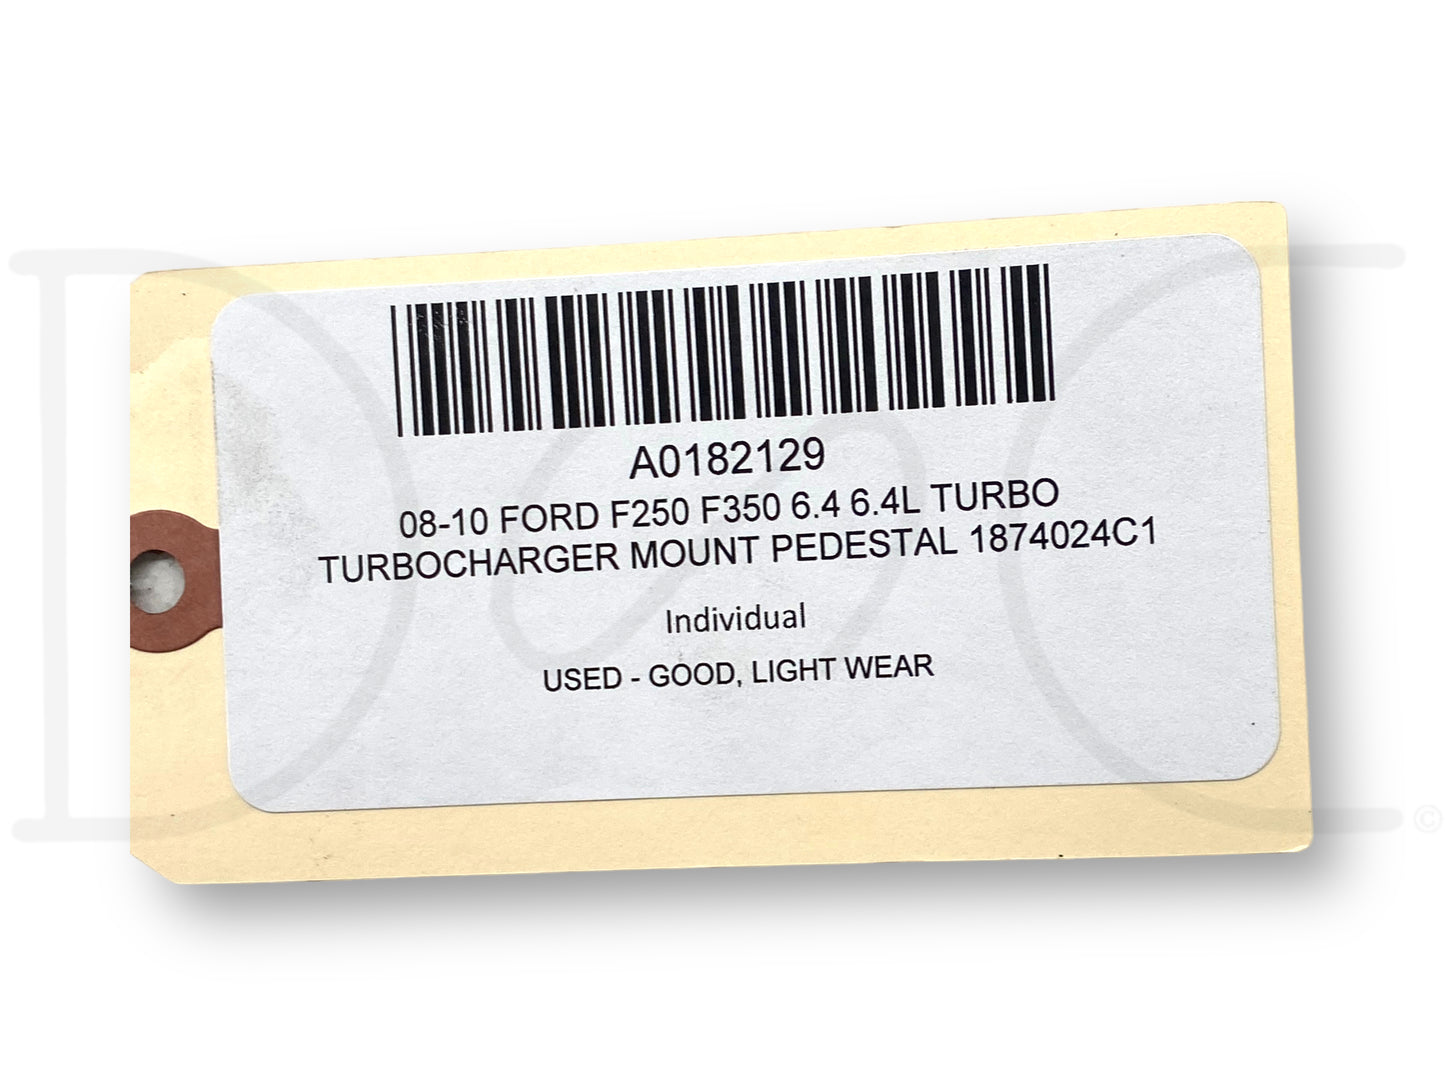 A0182129
08-10 FORD F250 F350 6.4 6.4L TURBO
TURBOCHARGER MOUNT PEDESTAL 1874024C1
Individual
USED - GOOD, LIGHT WEAR
©